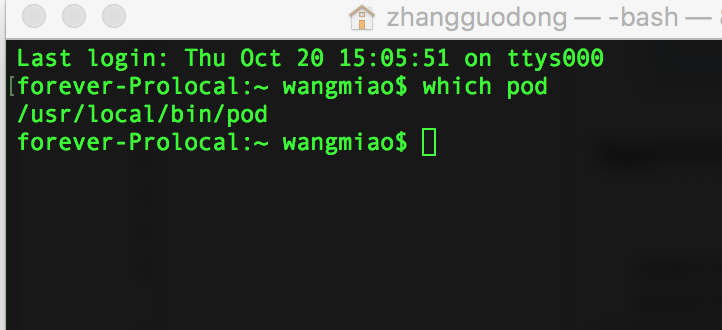 zhangguodong — -bash —
Last login: Thu Oct 20 15:05:51 on ttys000
[forever-Prolocal:~ wangmiao$ which pod
/usr/local/bin/pod
forever-Prolocal:~ wangmiao$